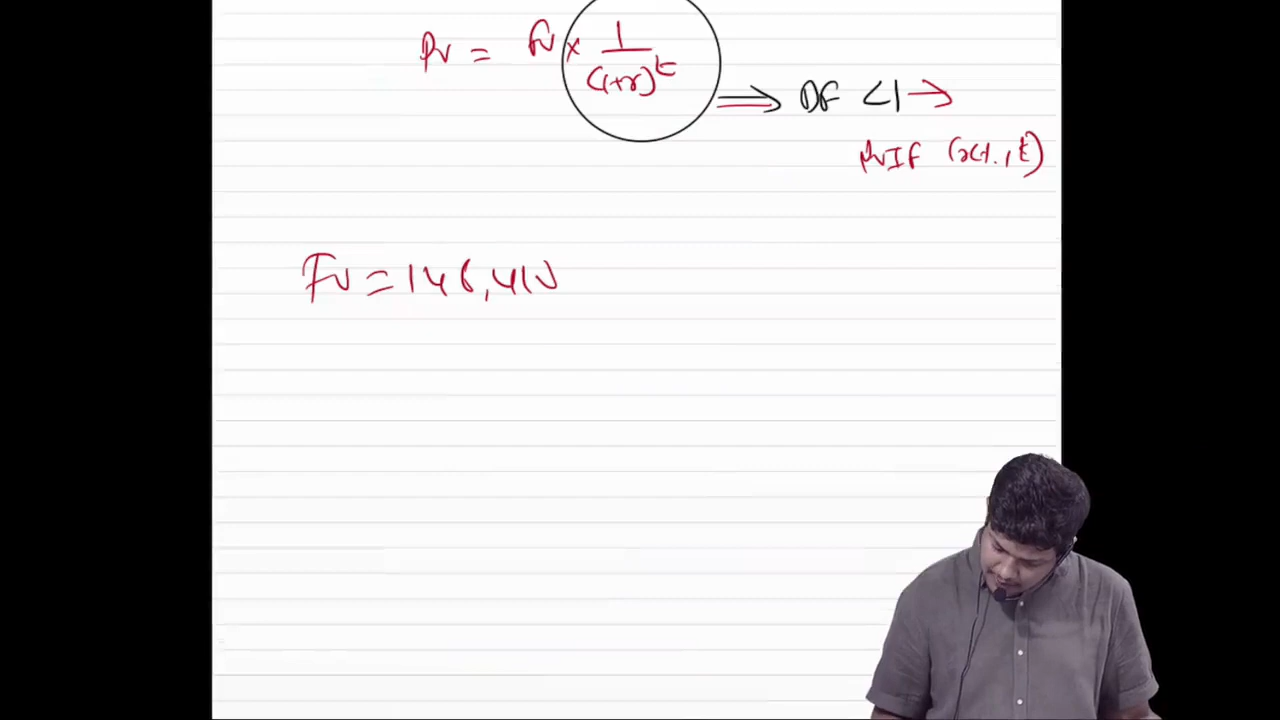 PV = FV × 1/(1+r)^t
⟹ DF <1 →
PVIF (r%, t)
FV = 146,410